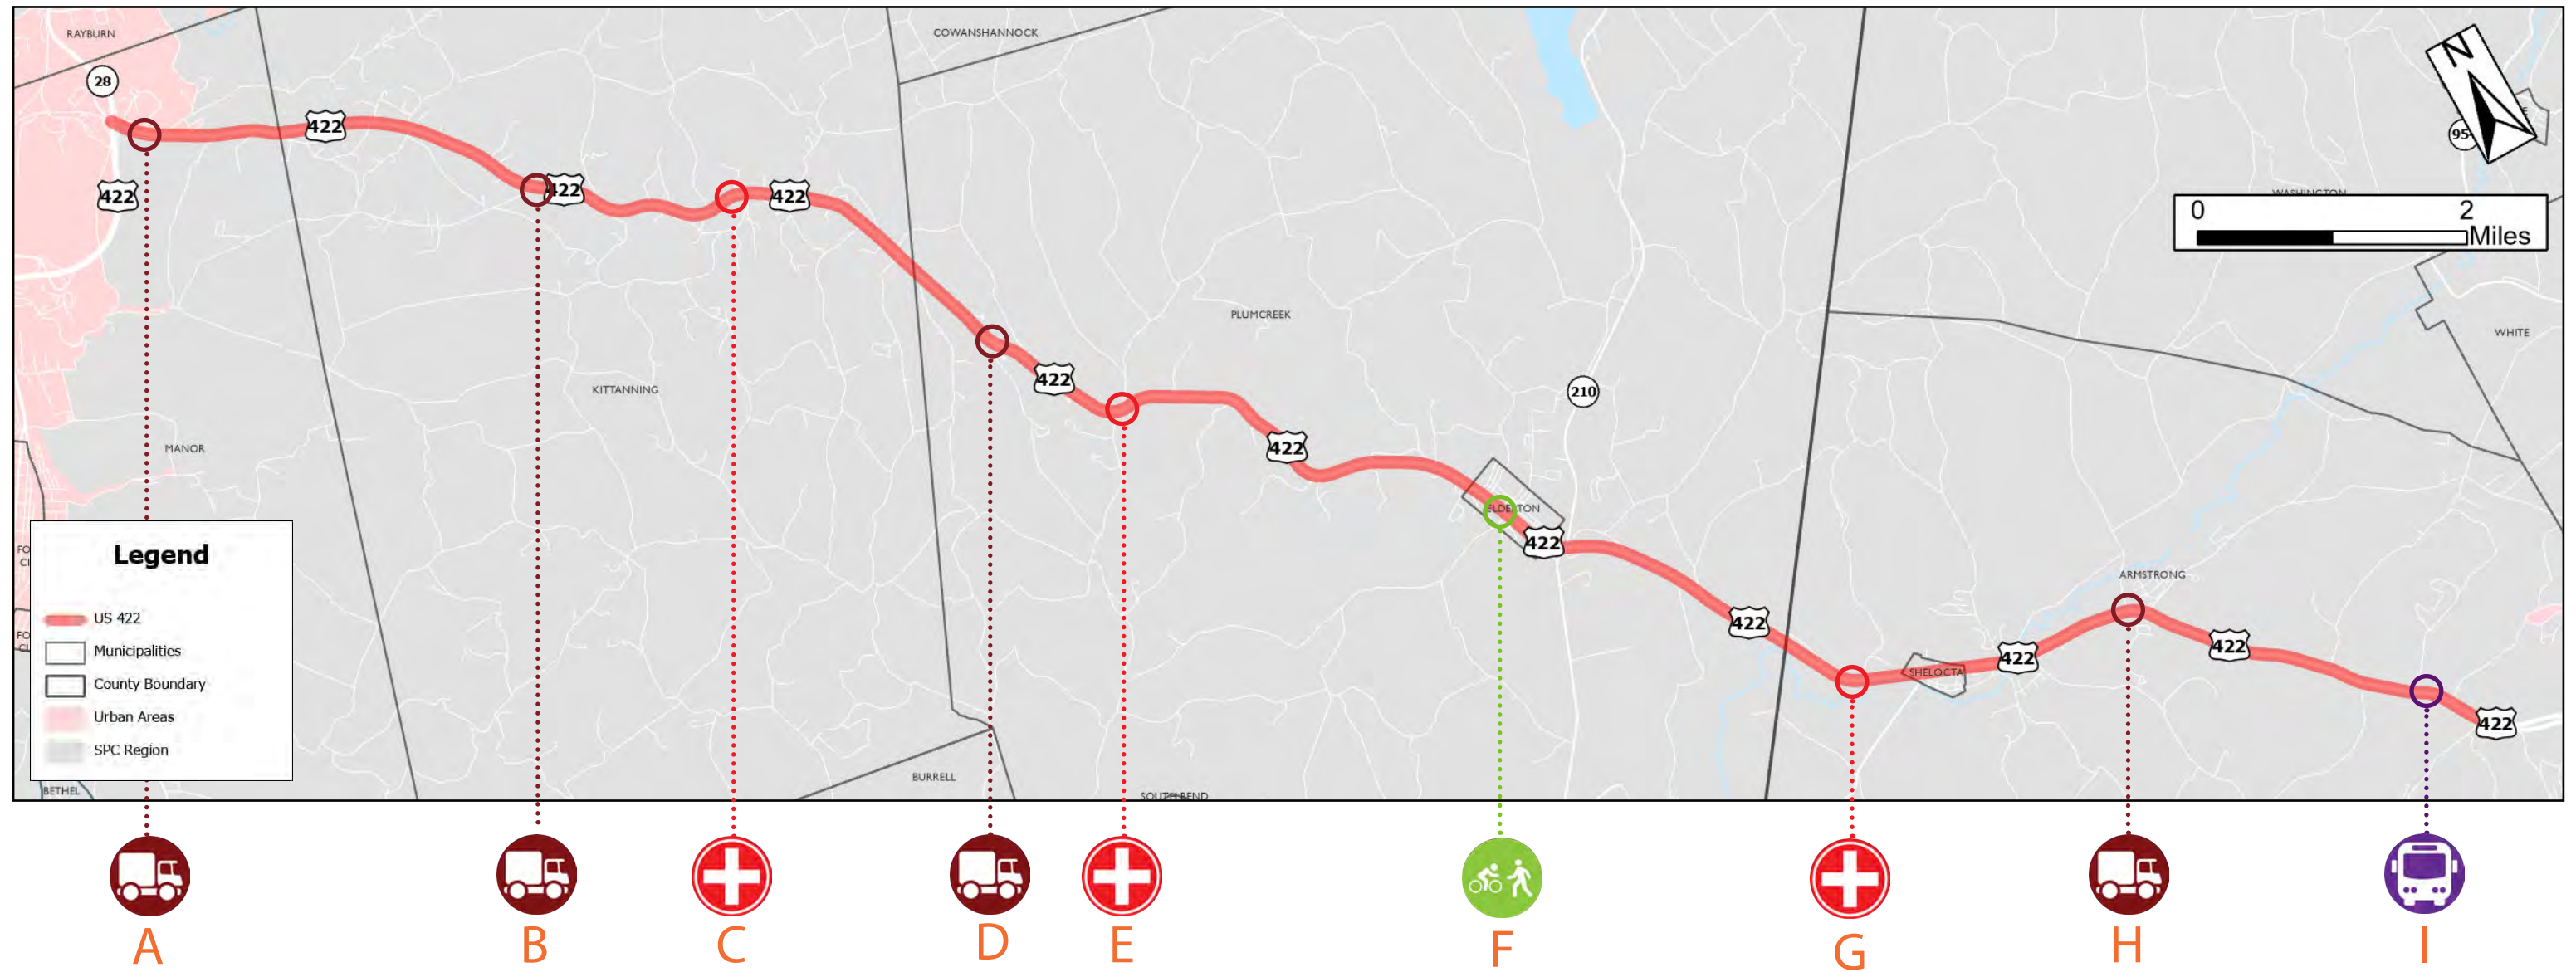 RAYBURN
COWANSHANNOCK
N
28
95
422
422
WASHINGTON
422
422
422
0 2
Miles
PLUMCREEK
WHITE
422
KITTANNING
210
MANOR
422
ELDERTON
422
Legend
US 422
Municipalities
County Boundary
Urban Areas
SPC Region
ARMSTRONG
422
422
422
SHELOCTA
422
BURRELL
BETHEL
SOUTH BEND
A B C D E F G H I